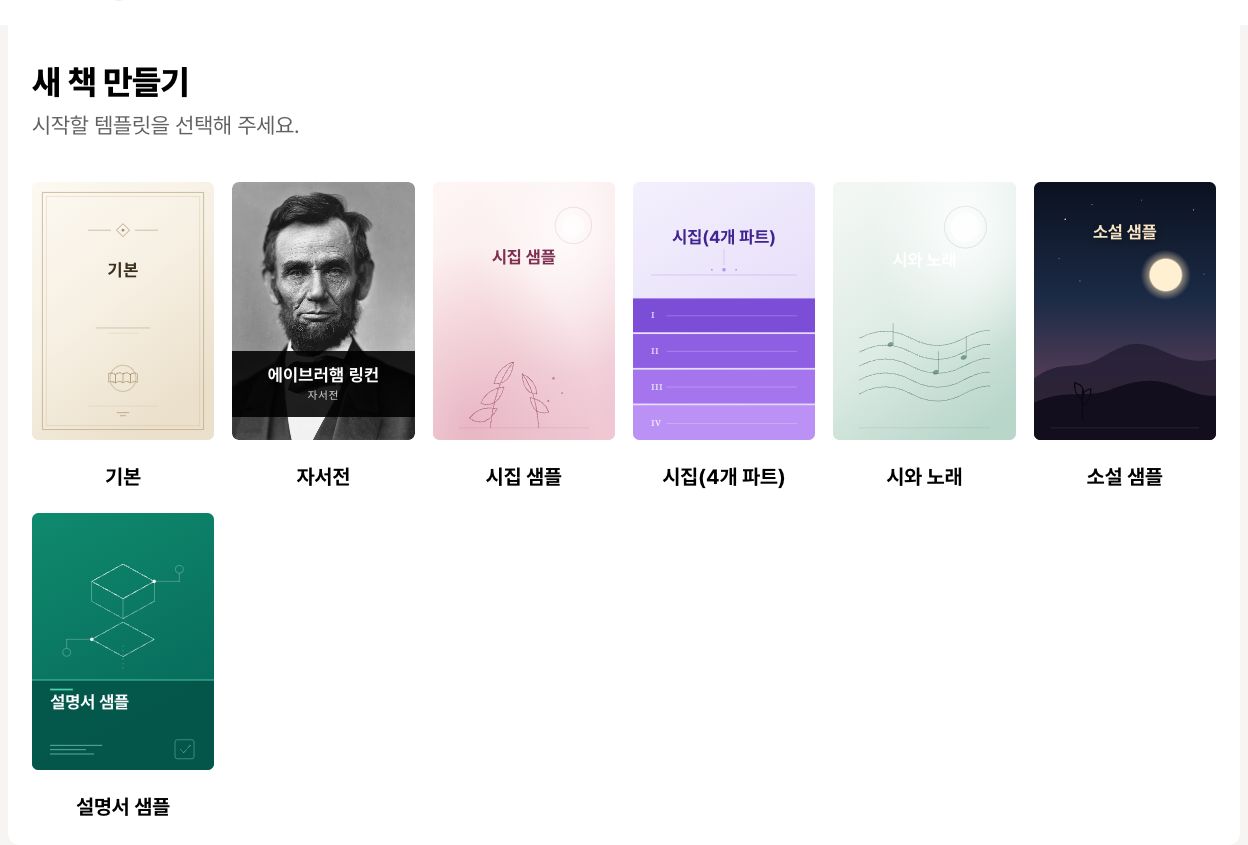 새 책 만들기
시작할 템플릿을 선택해 주세요.
기본
에이브러햄 링컨
자서전
시집 샘플
시집(4개 파트)
I
II
III
IV
시와 노래
소설 샘플
기본
자서전
시집 샘플
시집(4개 파트)
시와 노래
소설 샘플
설명서 샘플
설명서 샘플